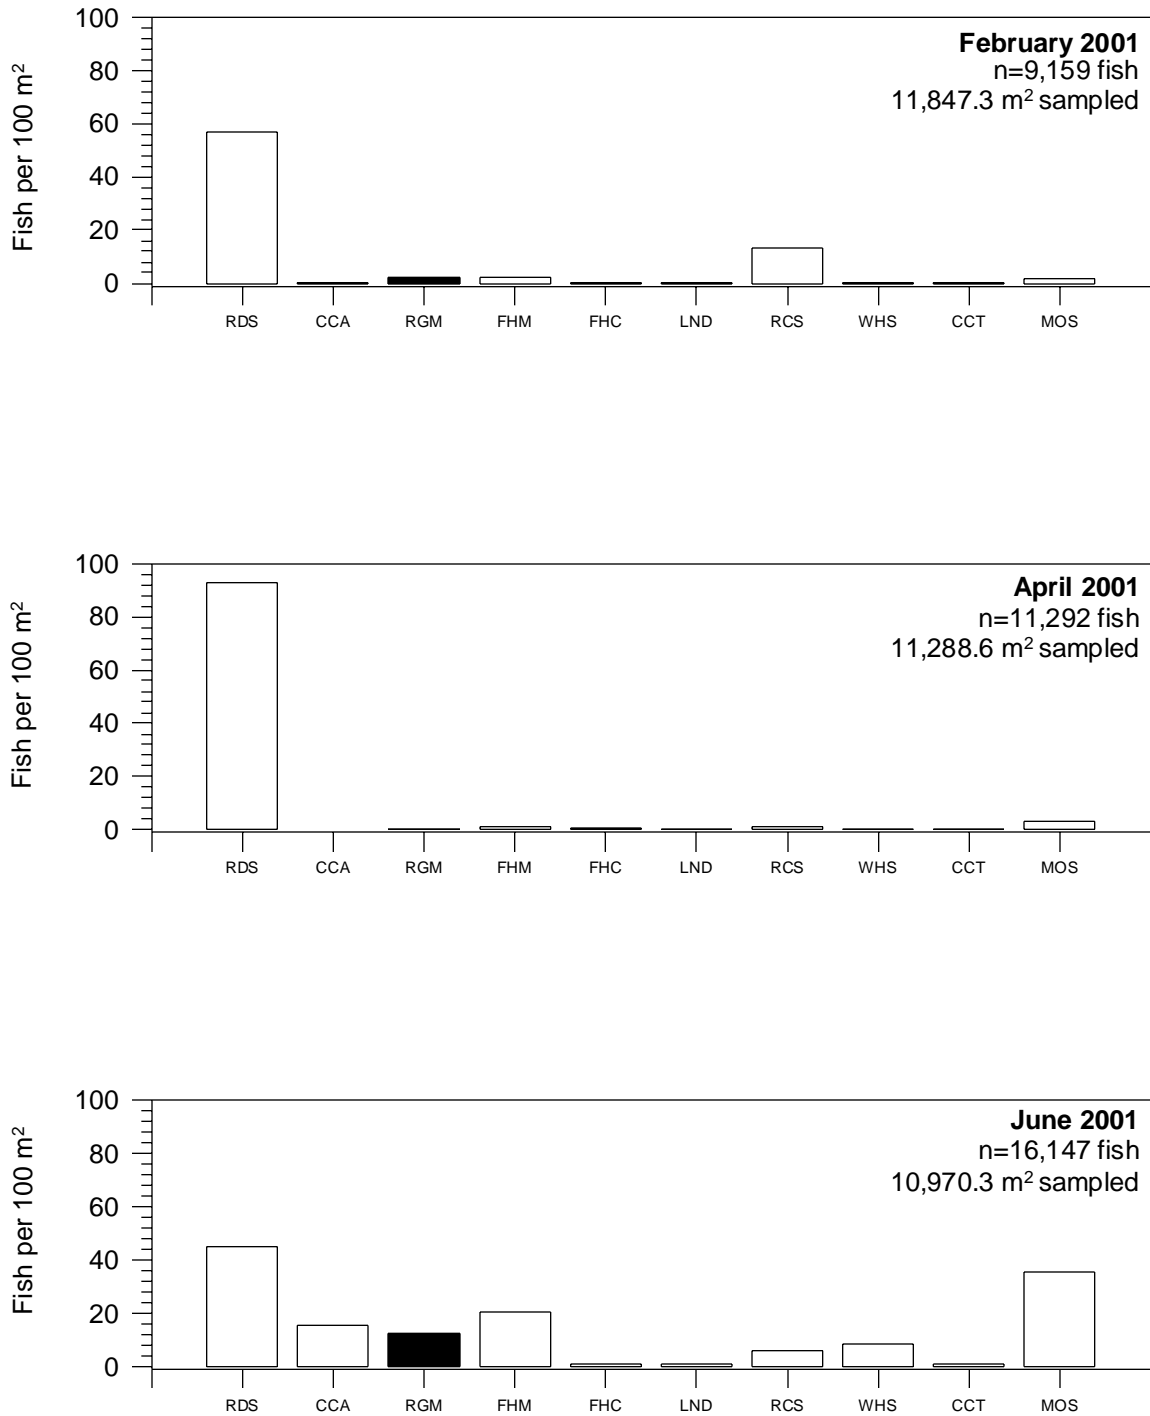 February 2001
n=9,159 fish
11,847.3 m² sampled
Fish per 100 m²
100
80
60
40
20
0
RDS CCA RGM FHM FHC LND RCS WHS CCT MOS
April 2001
n=11,292 fish
11,288.6 m² sampled
Fish per 100 m²
100
80
60
40
20
0
RDS CCA RGM FHM FHC LND RCS WHS CCT MOS
June 2001
n=16,147 fish
10,970.3 m² sampled
Fish per 100 m²
100
80
60
40
20
0
RDS CCA RGM FHM FHC LND RCS WHS CCT MOS